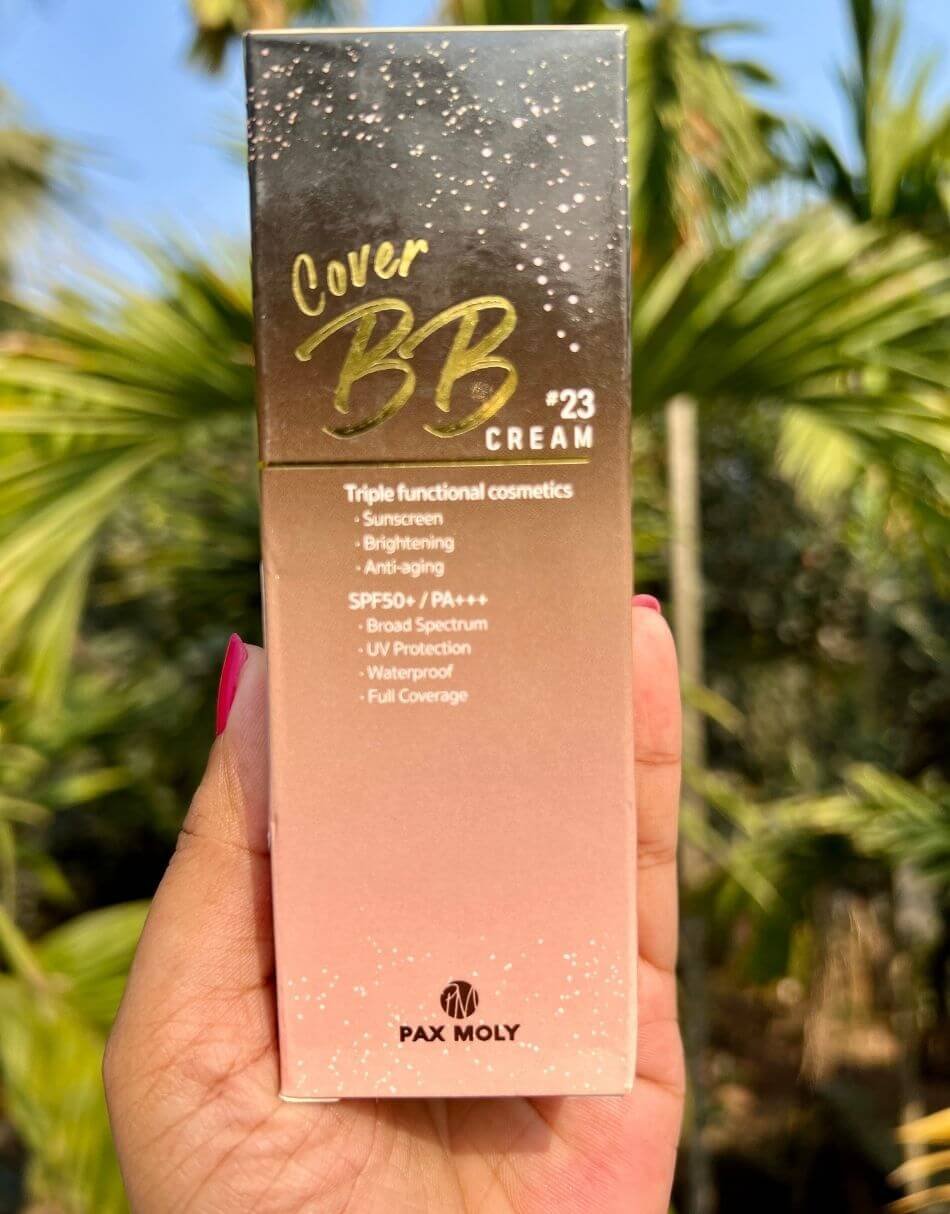 Cover
BB
#23
CREAM
Triple functional cosmetics
· Sunscreen
· Brightening
· Anti-aging
SPF50+ / PA+++
· Broad Spectrum
· UV Protection
· Waterproof
· Full Coverage
PM
PAX MOLY